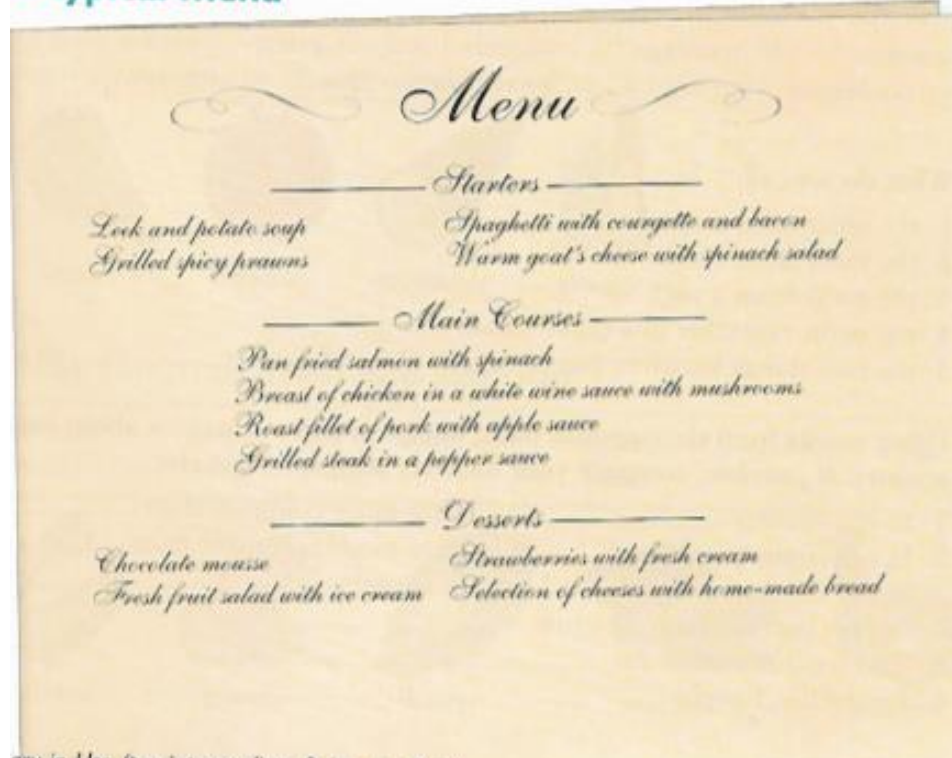 Menu
Starters
Leek and potato soup
Grilled spicy prawns
Spaghetti with courgette and bacon
Warm goat's cheese with spinach salad
Main Courses
Pan fried salmon with spinach
Breast of chicken in a white wine sauce with mushrooms
Roast fillet of pork with apple sauce
Grilled steak in a pepper sauce
Desserts
Chocolate mousse
Fresh fruit salad with ice cream
Strawberries with fresh cream
Selection of cheeses with home-made bread